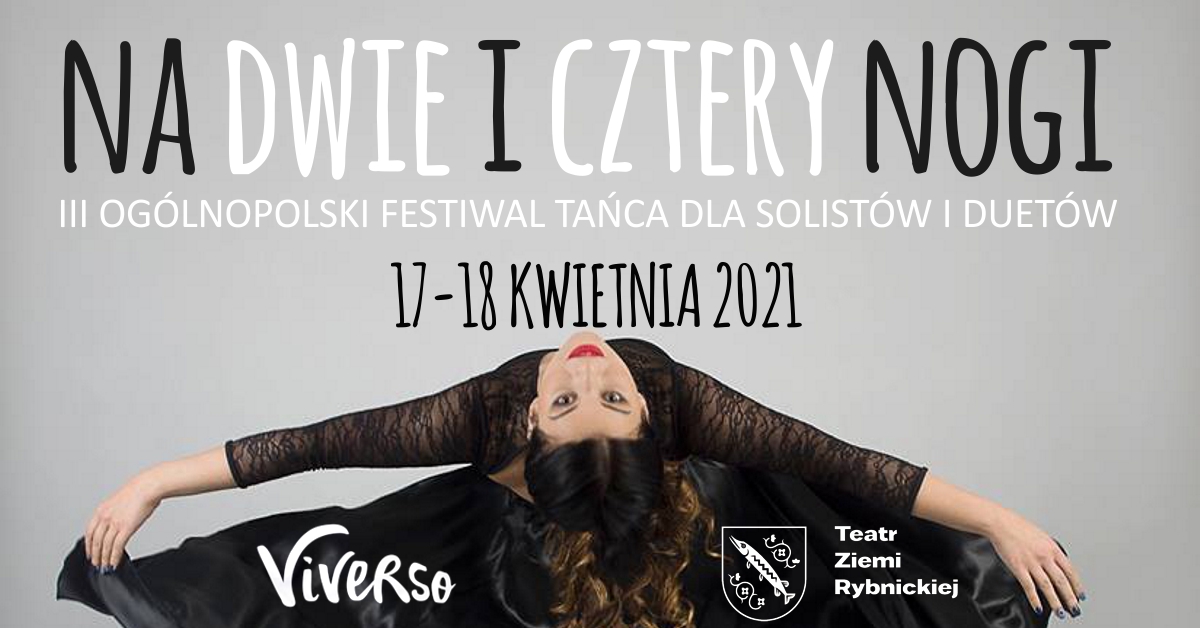 NA DWIE I CZTERY NOGI
III OGÓLNOPOLSKI FESTIWAL TAŃCA DLA SOLISTÓW I DUETÓW
17-18 KWIETNIA 2021
Viverso
Teatr
Ziemi
Rybnickiej